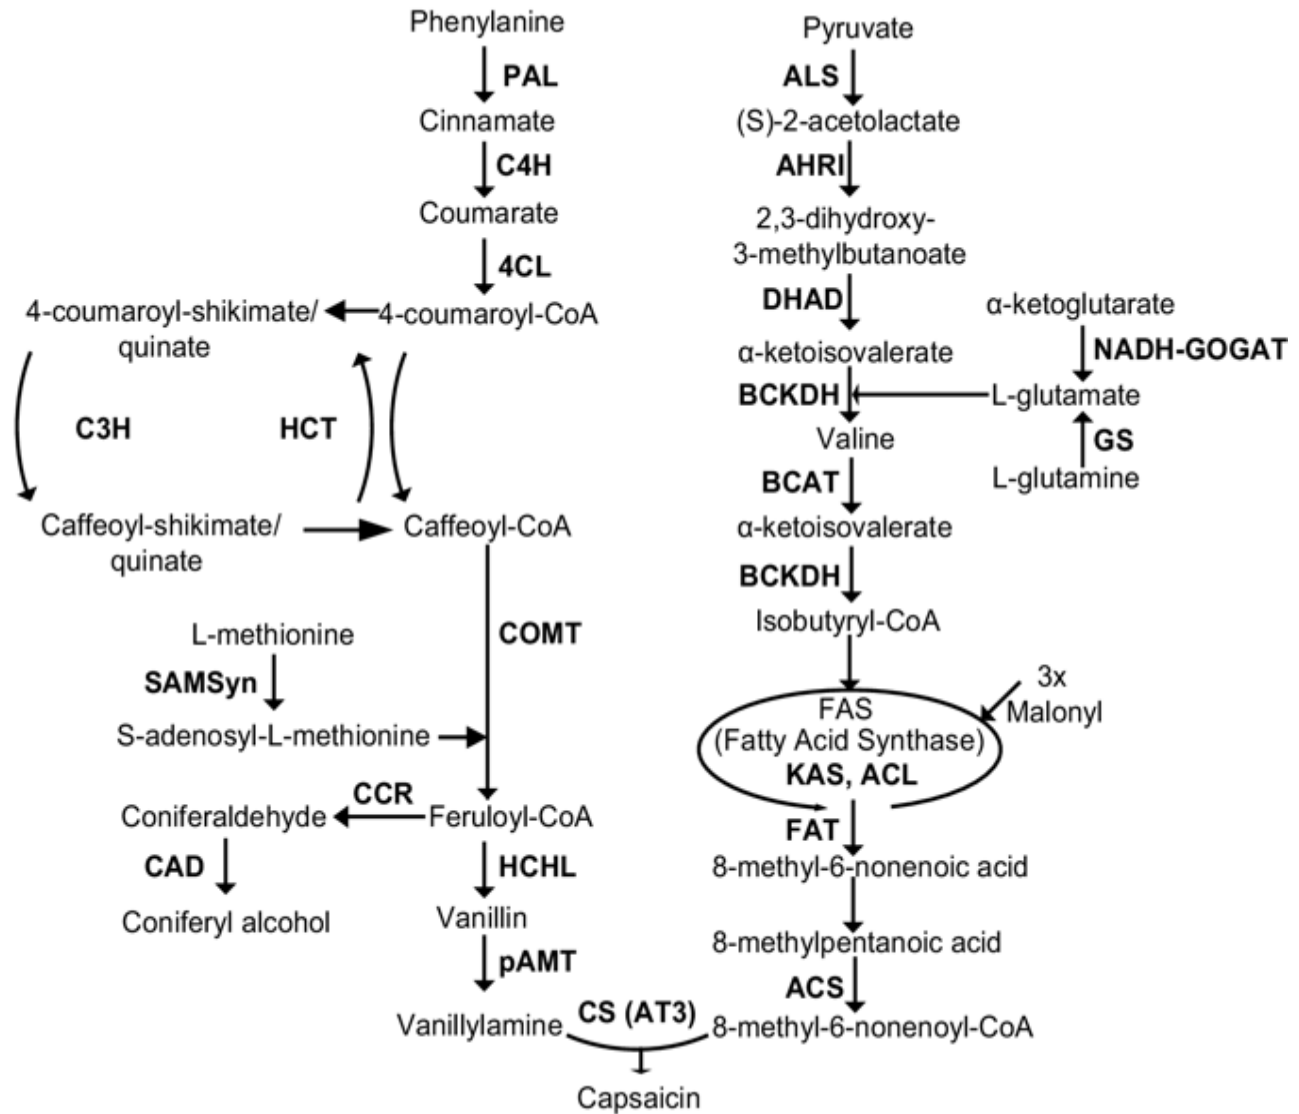 Phenylanine
PAL
Cinnamate
C4H
Coumarate
4CL
4-coumaroyl-shikimate/
quinate
4-coumaroyl-CoA
C3H
HCT
Caffeoyl-shikimate/
quinate
Caffeoyl-CoA
L-methionine
SAMSyn
S-adenosyl-L-methionine
COMT
CCR
Coniferaldehyde
Feruloyl-CoA
CAD
Coniferyl alcohol
HCHL
Vanillin
pAMT
Vanillylamine
CS (AT3)
Capsaicin
Pyruvate
ALS
(S)-2-acetolactate
AHRI
2,3-dihydroxy-
3-methylbutanoate
DHAD
α-ketoisovalerate
BCKDH
Valine
α-ketoglutarate
NADH-GOGAT
L-glutamate
GS
L-glutamine
BCAT
α-ketoisovalerate
BCKDH
Isobutyryl-CoA
3x
Malonyl
FAS
(Fatty Acid Synthase)
KAS, ACL
FAT
8-methyl-6-nonenoic acid
8-methylpentanoic acid
ACS
8-methyl-6-nonenoyl-CoA